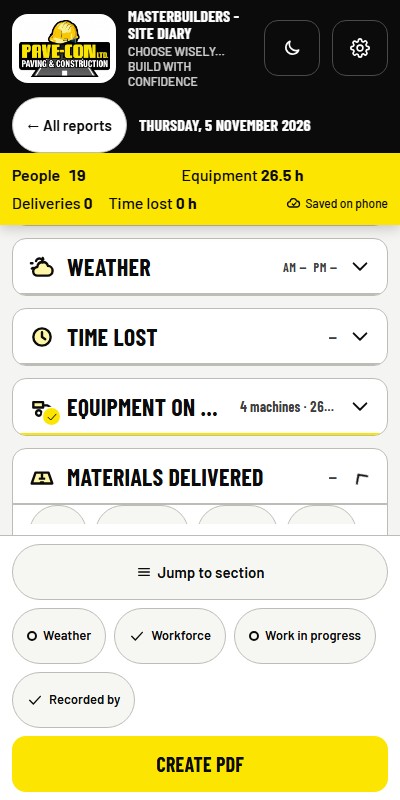 PAVE-CON LTD.
PAVING & CONSTRUCTION
MASTERBUILDERS -
SITE DIARY
CHOOSE WISELY...
BUILD WITH
CONFIDENCE
← All reports
THURSDAY, 5 NOVEMBER 2026
People 19
Equipment 26.5 h
Deliveries 0 Time lost 0 h
Saved on phone
WEATHER
AM – PM –
TIME LOST
–
EQUIPMENT ON ...
4 machines · 26...
MATERIALS DELIVERED
–
Jump to section
Weather
Workforce
Work in progress
Recorded by
CREATE PDF